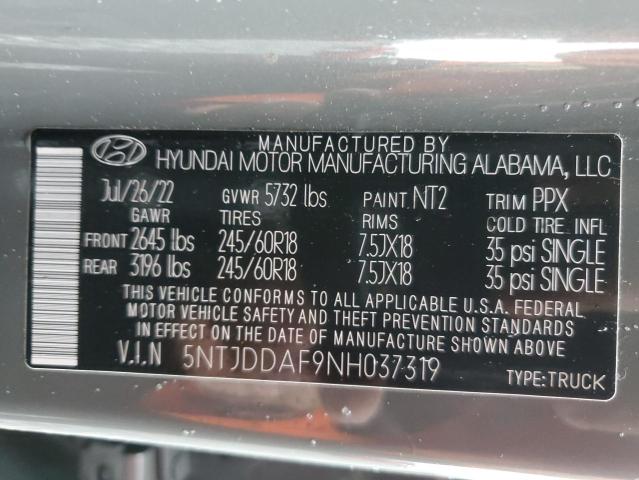 MANUFACTURED BY
HYUNDAI MOTOR MANUFACTURING ALABAMA, LLC
Jul/26/22 GVWR 5732 lbs PAINT. NT2 TRIM PPX
GAWR TIRES RIMS COLD TIRE. INFL
FRONT 2645 lbs 245/60R18 7.5JX18 35 psi SINGLE
REAR 3196 lbs 245/60R18 7.5JX18 35 psi SINGLE
THIS VEHICLE CONFORMS TO ALL APPLICABLE U.S.A. FEDERAL
MOTOR VEHICLE SAFETY AND THEFT PREVENTION STANDARDS
IN EFFECT ON THE DATE OF MANUFACTURE SHOWN ABOVE
V.I.N 5NTJDDAF9NH037319 TYPE:TRUCK